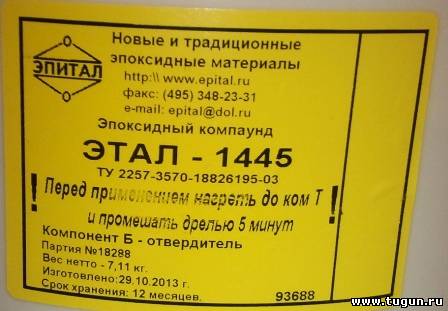 Новые и традиционные
эпоксидные материалы
ЭПИТАЛ
http:\\ www.epital.ru
факс: (495) 348-23-31
e-mail: epital@dol.ru
Эпоксидный компаунд
ЭТАЛ - 1445
ТУ 2257-3570-18826195-03
! Перед применением нагреть до ком Т !
и промешать дрелью 5 минут
Компонент Б - отвердитель
Партия №18288
Вес нетто - 7,11 кг.
Изготовлено:29.10.2013 г.
Срок хранения: 12 месяцев.
93688
www.tugun.ru